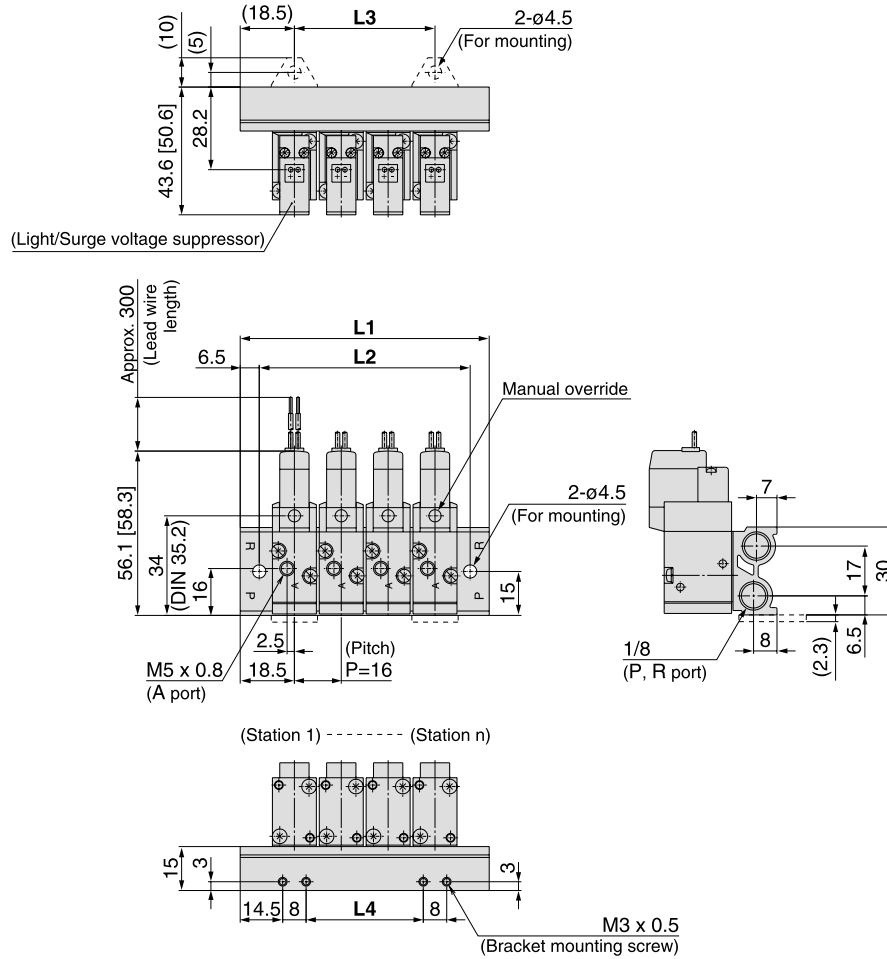 (18.5)
L3
2-ø4.5
(For mounting)
(10)
(5)
43.6 [50.6]
28.2
+ -
+ -
+ -
+ -
(Light/Surge voltage suppressor)
Approx. 300
(Lead wire
length)
L1
6.5
L2
Manual override
2-ø4.5
(For mounting)
56.1 [58.3]
34
(DIN 35.2)
16
R
P
A
A
A
A
R
P
15
2.5
18.5
(Pitch)
P=16
M5 x 0.8
(A port)
7
17
30
6.5
(2.3)
8
1/8
(P, R port)
(Station 1) -------- (Station n)
15
3
3
14.5
8
L4
8
M3 x 0.5
(Bracket mounting screw)